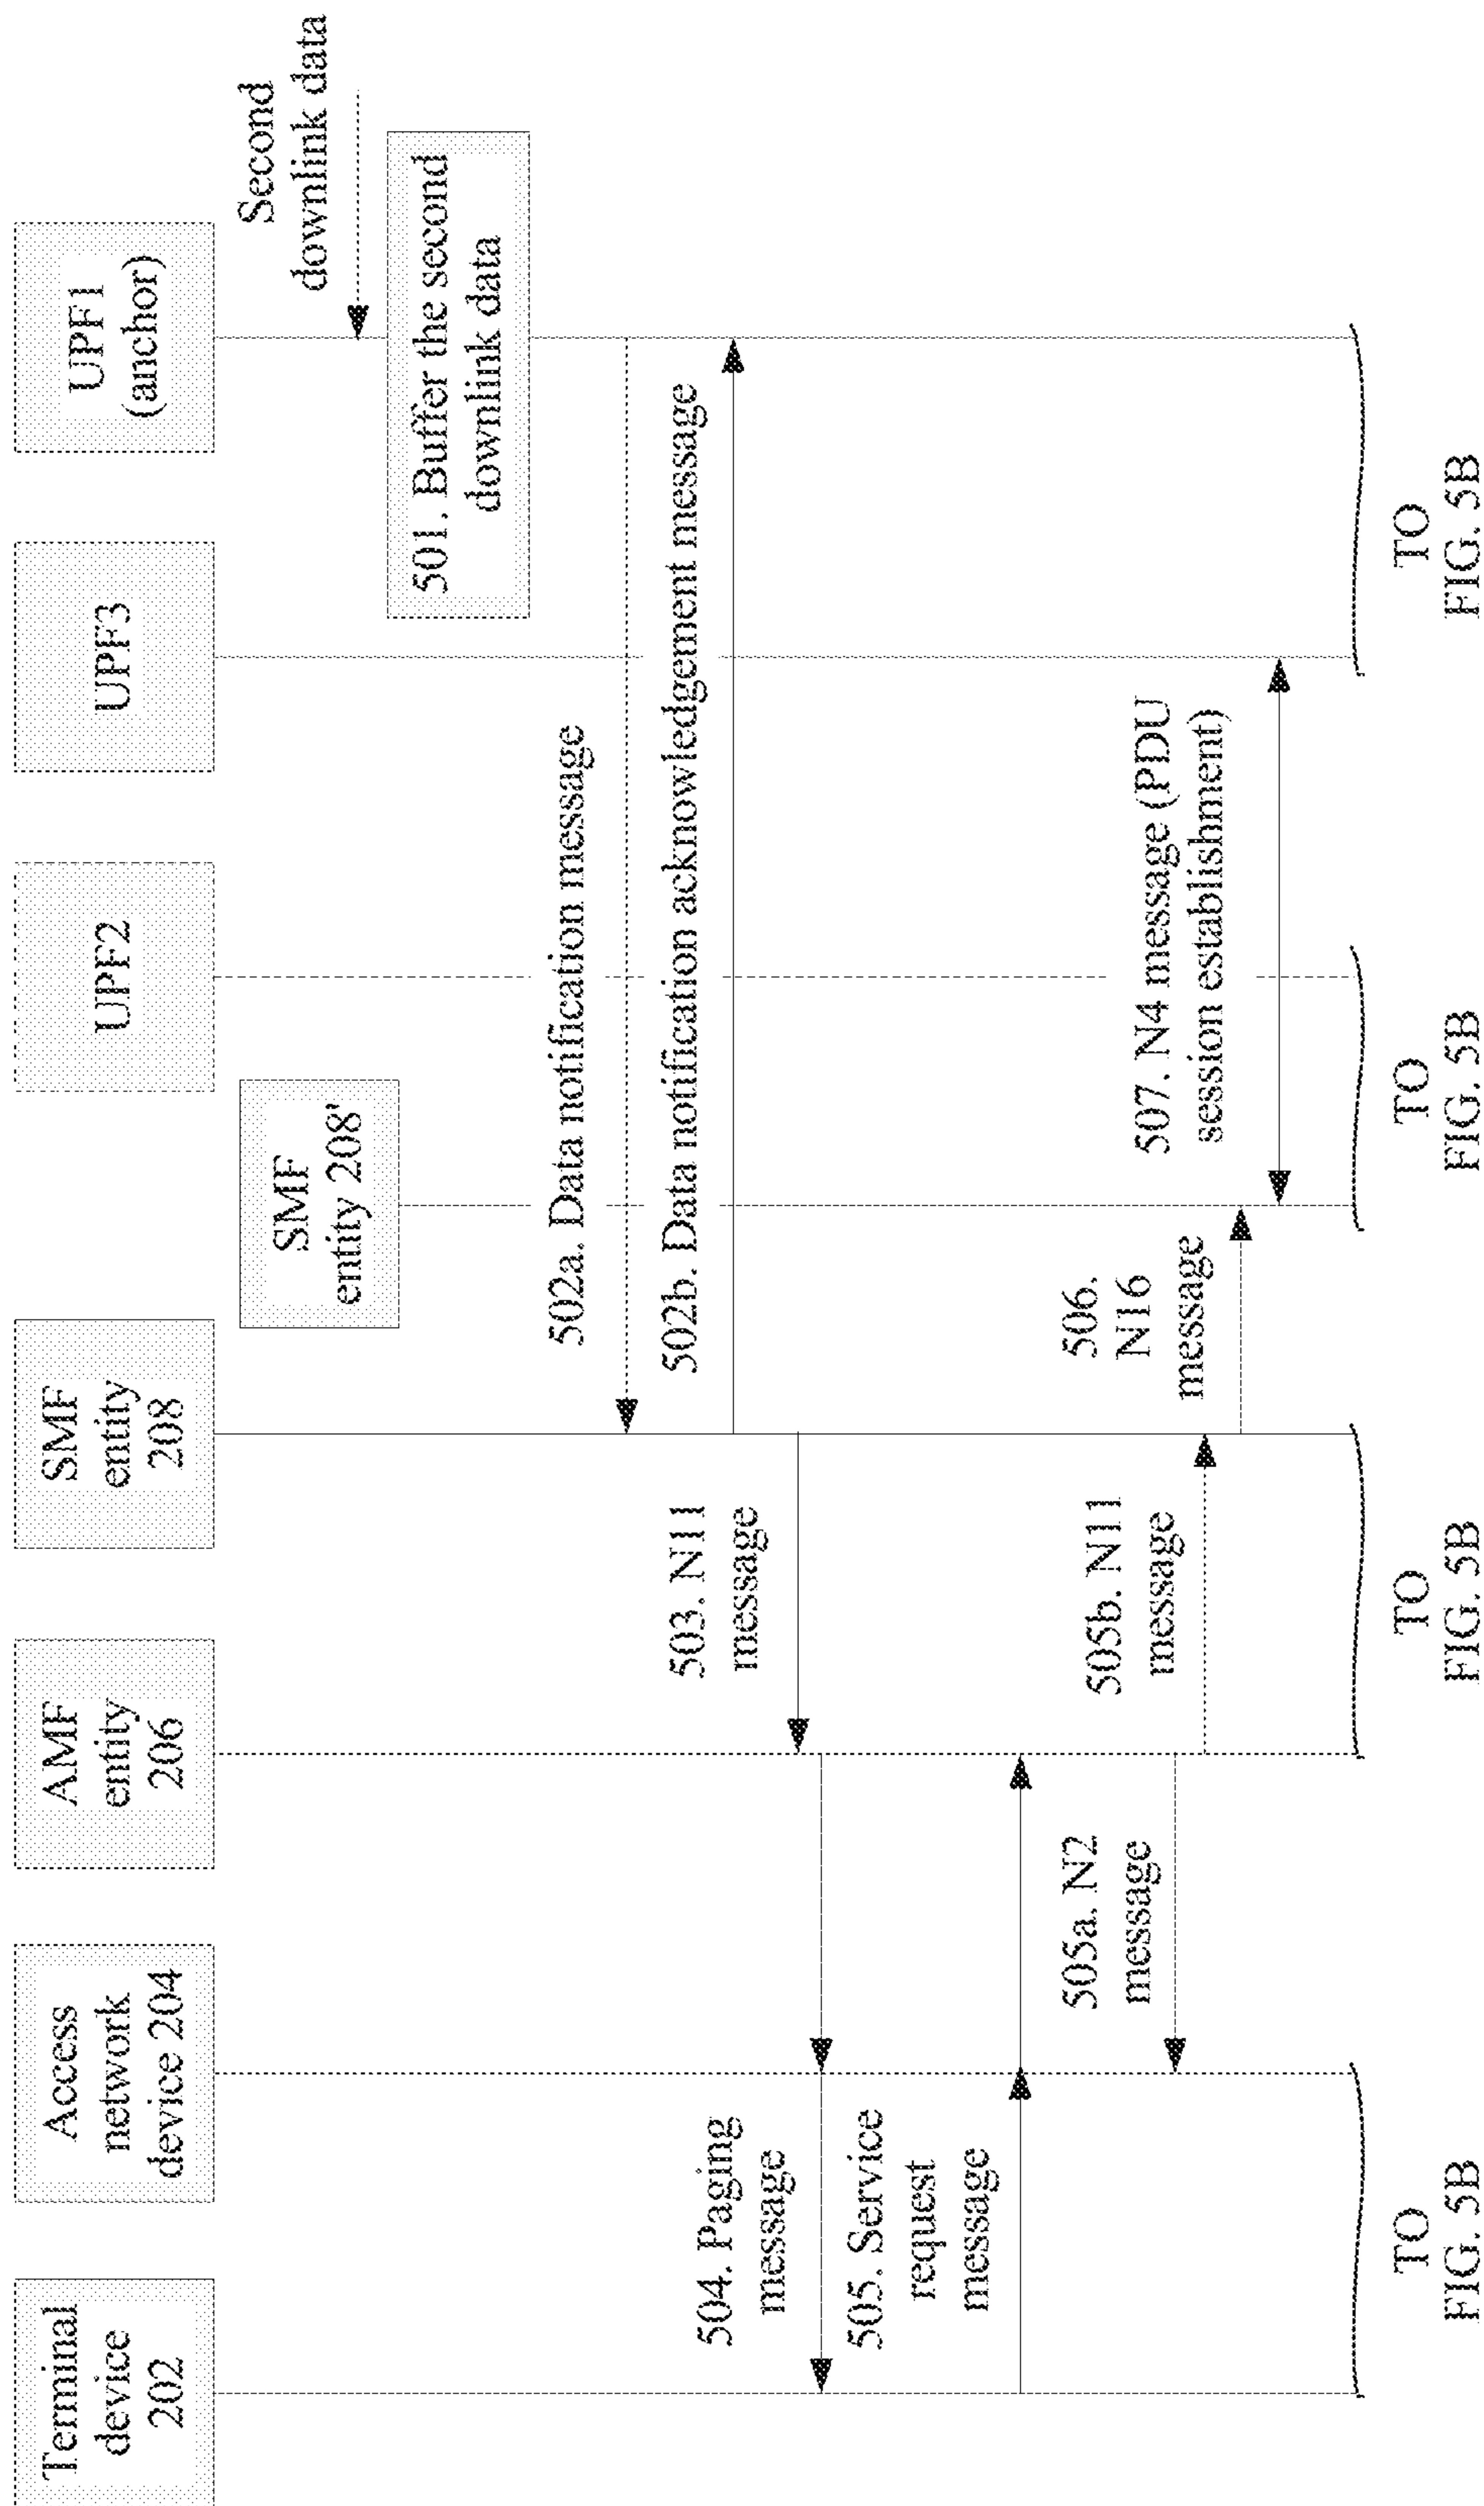 Terminal
device
202
Access
network
device 204
AMF
entity
206
SMF
entity
208
SMF
entity 208'
UPF2
UPF3
UPF1
(anchor)
Second
downlink data
501. Buffer the second
downlink data
502a. Data notification message
502b. Data notification acknowledgement message
503. N11
message
504. Paging
message
505. Service
request
message
505a. N2
message
505b. N11
message
506.
N16
message
507. N4 message (PDU
session establishment)
TO
FIG. 5B
TO
FIG. 5B
TO
FIG. 5B
TO
FIG. 5B